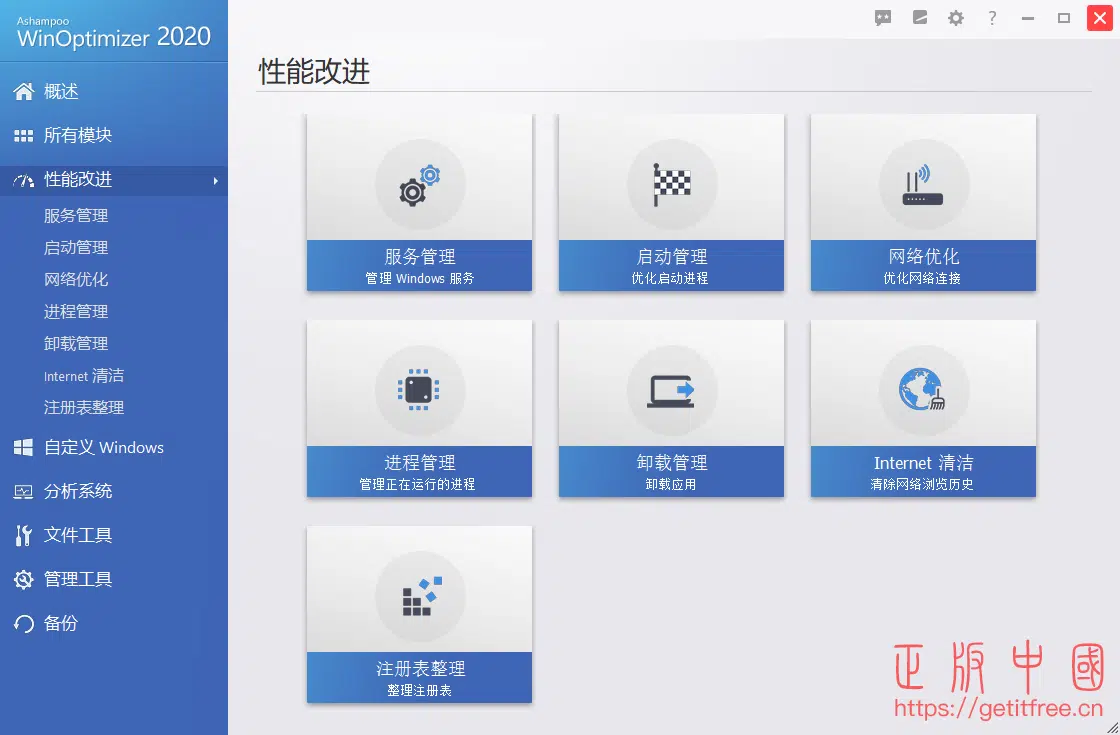 Ashampoo
WinOptimizer 2020
概述
所有模块
性能改进
服务管理
启动管理
网络优化
进程管理
卸载管理
Internet 清洁
注册表整理
自定义 Windows
分析系统
文件工具
管理工具
备份
?
性能改进
服务管理
管理 Windows 服务
启动管理
优化启动进程
网络优化
优化网络连接
进程管理
管理正在运行的进程
卸载管理
卸载应用
Internet 清洁
清除网络浏览历史
注册表整理
整理注册表
正版中國
https://getitfree.cn